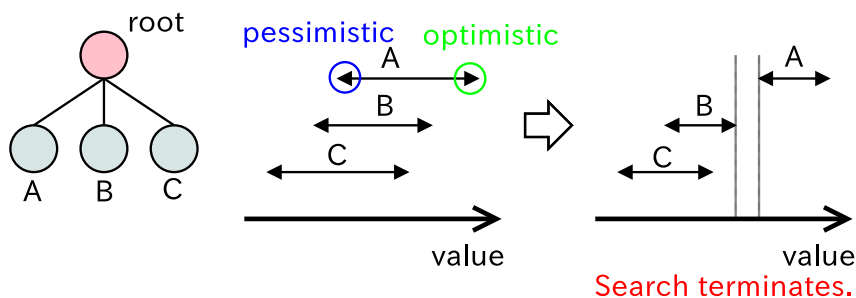 root
A
B
C
pessimistic
optimistic
A
B
C
value
A
B
C
value
Search terminates.